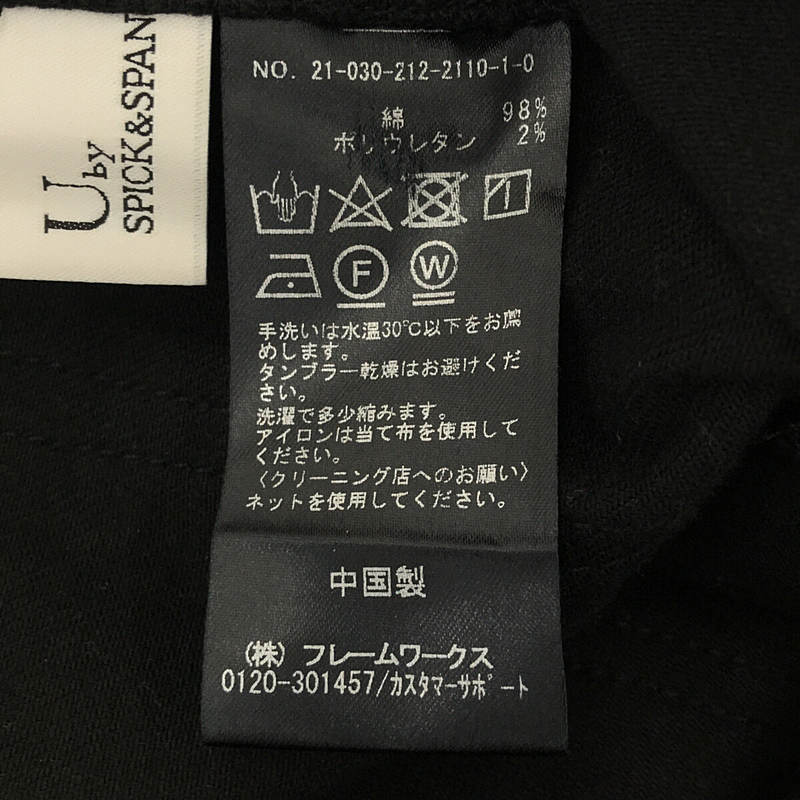 U by
SPICK&SPAN
NO. 21-030-212-2110-1-0
綿 98%
ポリウレタン 2%
F W
手洗いは水温30℃以下をお薦
めします。
タンブラー乾燥はお避けくだ
さい。
洗濯で多少縮みます。
アイロンは当て布を使用して
ください。
〈クリーニング店へのお願い〉
ネットを使用してください。
中国製
(株) フレームワークス
0120-301457/カスタマーサポート